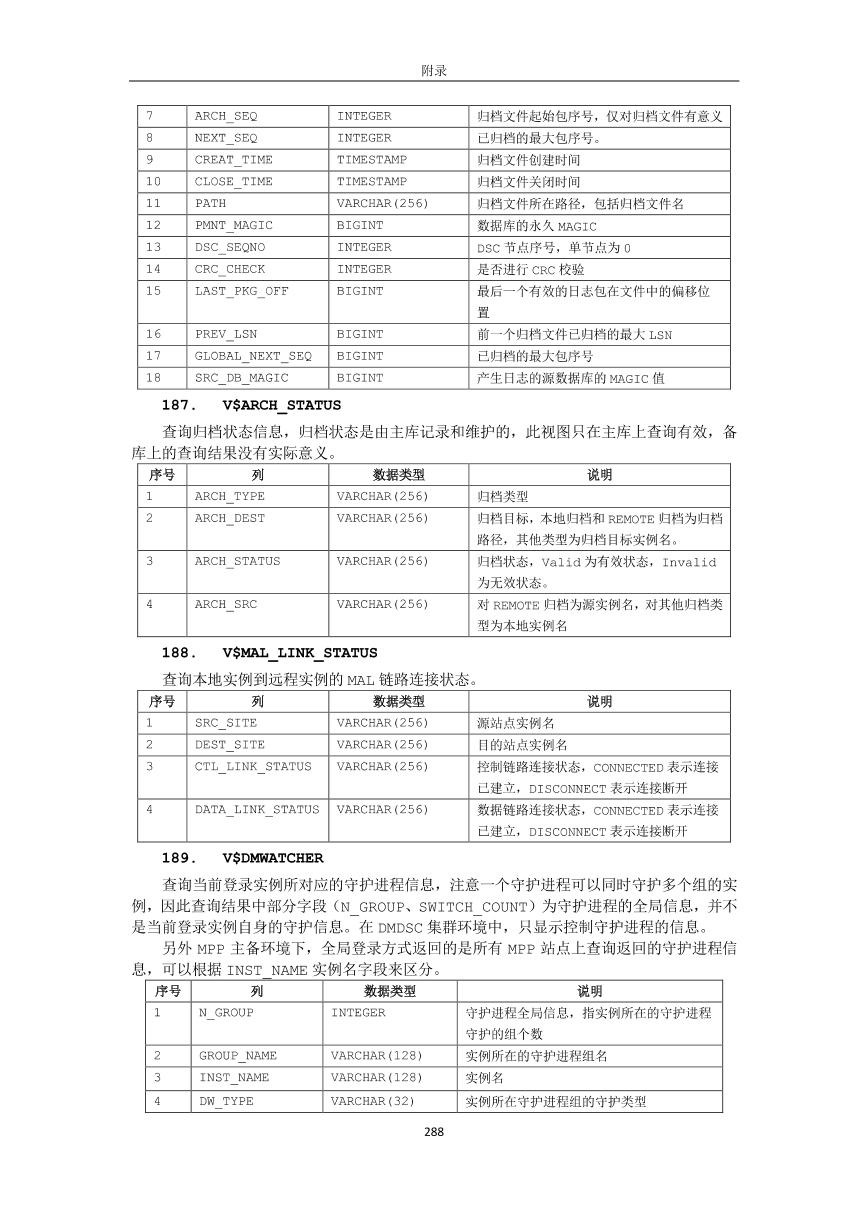 附录
7 ARCH_SEQ INTEGER 归档文件起始包序号，仅对归档文件有意义
8 NEXT_SEQ INTEGER 已归档的最大包序号。
9 CREAT_TIME TIMESTAMP 归档文件创建时间
10 CLOSE_TIME TIMESTAMP 归档文件关闭时间
11 PATH VARCHAR(256) 归档文件所在路径，包括归档文件名
12 PMNT_MAGIC BIGINT 数据库的永久 MAGIC
13 DSC_SEQNO INTEGER DSC 节点序号，单节点为 0
14 CRC_CHECK INTEGER 是否进行 CRC 校验
15 LAST_PKG_OFF BIGINT 最后一个有效的日志包在文件中的偏移位
置
16 PREV_LSN BIGINT 前一个归档文件已归档的最大 LSN
17 GLOBAL_NEXT_SEQ BIGINT 已归档的最大包序号
18 SRC_DB_MAGIC BIGINT 产生日志的源数据库的 MAGIC 值
187. V$ARCH_STATUS
查询归档状态信息，归档状态是由主库记录和维护的，此视图只在主库上查询有效，备
库上的查询结果没有实际意义。
序号 列 数据类型 说明
1 ARCH_TYPE VARCHAR(256) 归档类型
2 ARCH_DEST VARCHAR(256) 归档目标，本地归档和 REMOTE 归档为归档
路径，其他类型为归档目标实例名。
3 ARCH_STATUS VARCHAR(256) 归档状态，Valid 为有效状态，Invalid
为无效状态。
4 ARCH_SRC VARCHAR(256) 对 REMOTE 归档为源实例名，对其他归档类
型为本地实例名
188. V$MAL_LINK_STATUS
查询本地实例到远程实例的 MAL 链路连接状态。
序号 列 数据类型 说明
1 SRC_SITE VARCHAR(256) 源站点实例名
2 DEST_SITE VARCHAR(256) 目的站点实例名
3 CTL_LINK_STATUS VARCHAR(256) 控制链路连接状态，CONNECTED 表示连接
已建立，DISCONNECT 表示连接断开
4 DATA_LINK_STATUS VARCHAR(256) 数据链路连接状态，CONNECTED 表示连接
已建立，DISCONNECT 表示连接断开
189. V$DMWATCHER
查询当前登录实例所对应的守护进程信息，注意一个守护进程可以同时守护多个组的实
例，因此查询结果中部分字段（N_GROUP、SWITCH_COUNT）为守护进程的全局信息，并不
是当前登录实例自身的守护信息。在 DMDSC 集群环境中，只显示控制守护进程的信息。
另外 MPP 主备环境下，全局登录方式返回的是所有 MPP 站点上查询返回的守护进程信
息，可以根据 INST_NAME 实例名字段来区分。
序号 列 数据类型 说明
1 N_GROUP INTEGER 守护进程全局信息，指实例所在的守护进程
守护的组个数
2 GROUP_NAME VARCHAR(128) 实例所在的守护进程组名
3 INST_NAME VARCHAR(128) 实例名
4 DW_TYPE VARCHAR(32) 实例所在守护进程组的守护类型
288